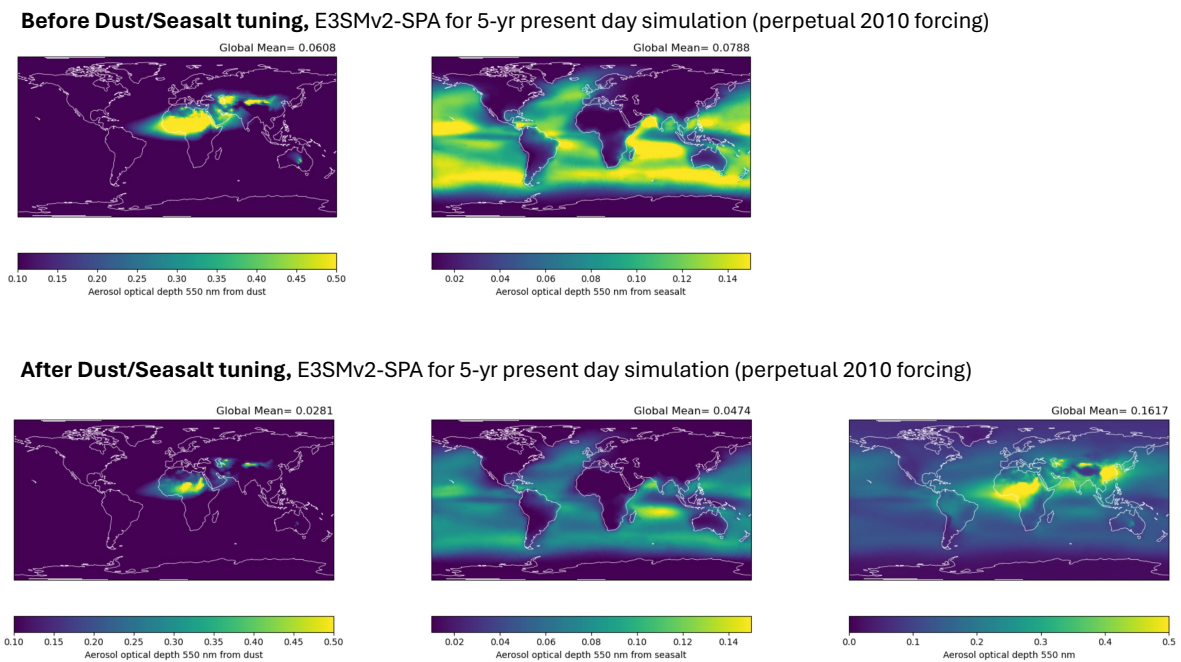 Before Dust/Seasalt tuning, E3SMv2-SPA for 5-yr present day simulation (perpetual 2010 forcing)
Global Mean= 0.0608
Global Mean= 0.0788
0.10 0.15 0.20 0.25 0.30 0.35 0.40 0.45 0.50
Aerosol optical depth 550 nm from dust
0.02 0.04 0.06 0.08 0.10 0.12 0.14
Aerosol optical depth 550 nm from seasalt
After Dust/Seasalt tuning, E3SMv2-SPA for 5-yr present day simulation (perpetual 2010 forcing)
Global Mean= 0.0281
Global Mean= 0.0474
Global Mean= 0.1617
0.10 0.15 0.20 0.25 0.30 0.35 0.40 0.45 0.50
Aerosol optical depth 550 nm from dust
0.02 0.04 0.06 0.08 0.10 0.12 0.14
Aerosol optical depth 550 nm from seasalt
0.0 0.1 0.2 0.3 0.4 0.5
Aerosol optical depth 550 nm